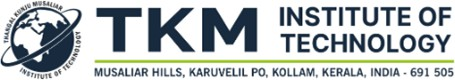 THANGAL KUNJU MUSALIAR
INSTITUTE OF TECHNOLOGY
TKM
INSTITUTE OF
TECHNOLOGY
MUSALIAR HILLS, KARUVELIL PO, KOLLAM, KERALA, INDIA - 691 505